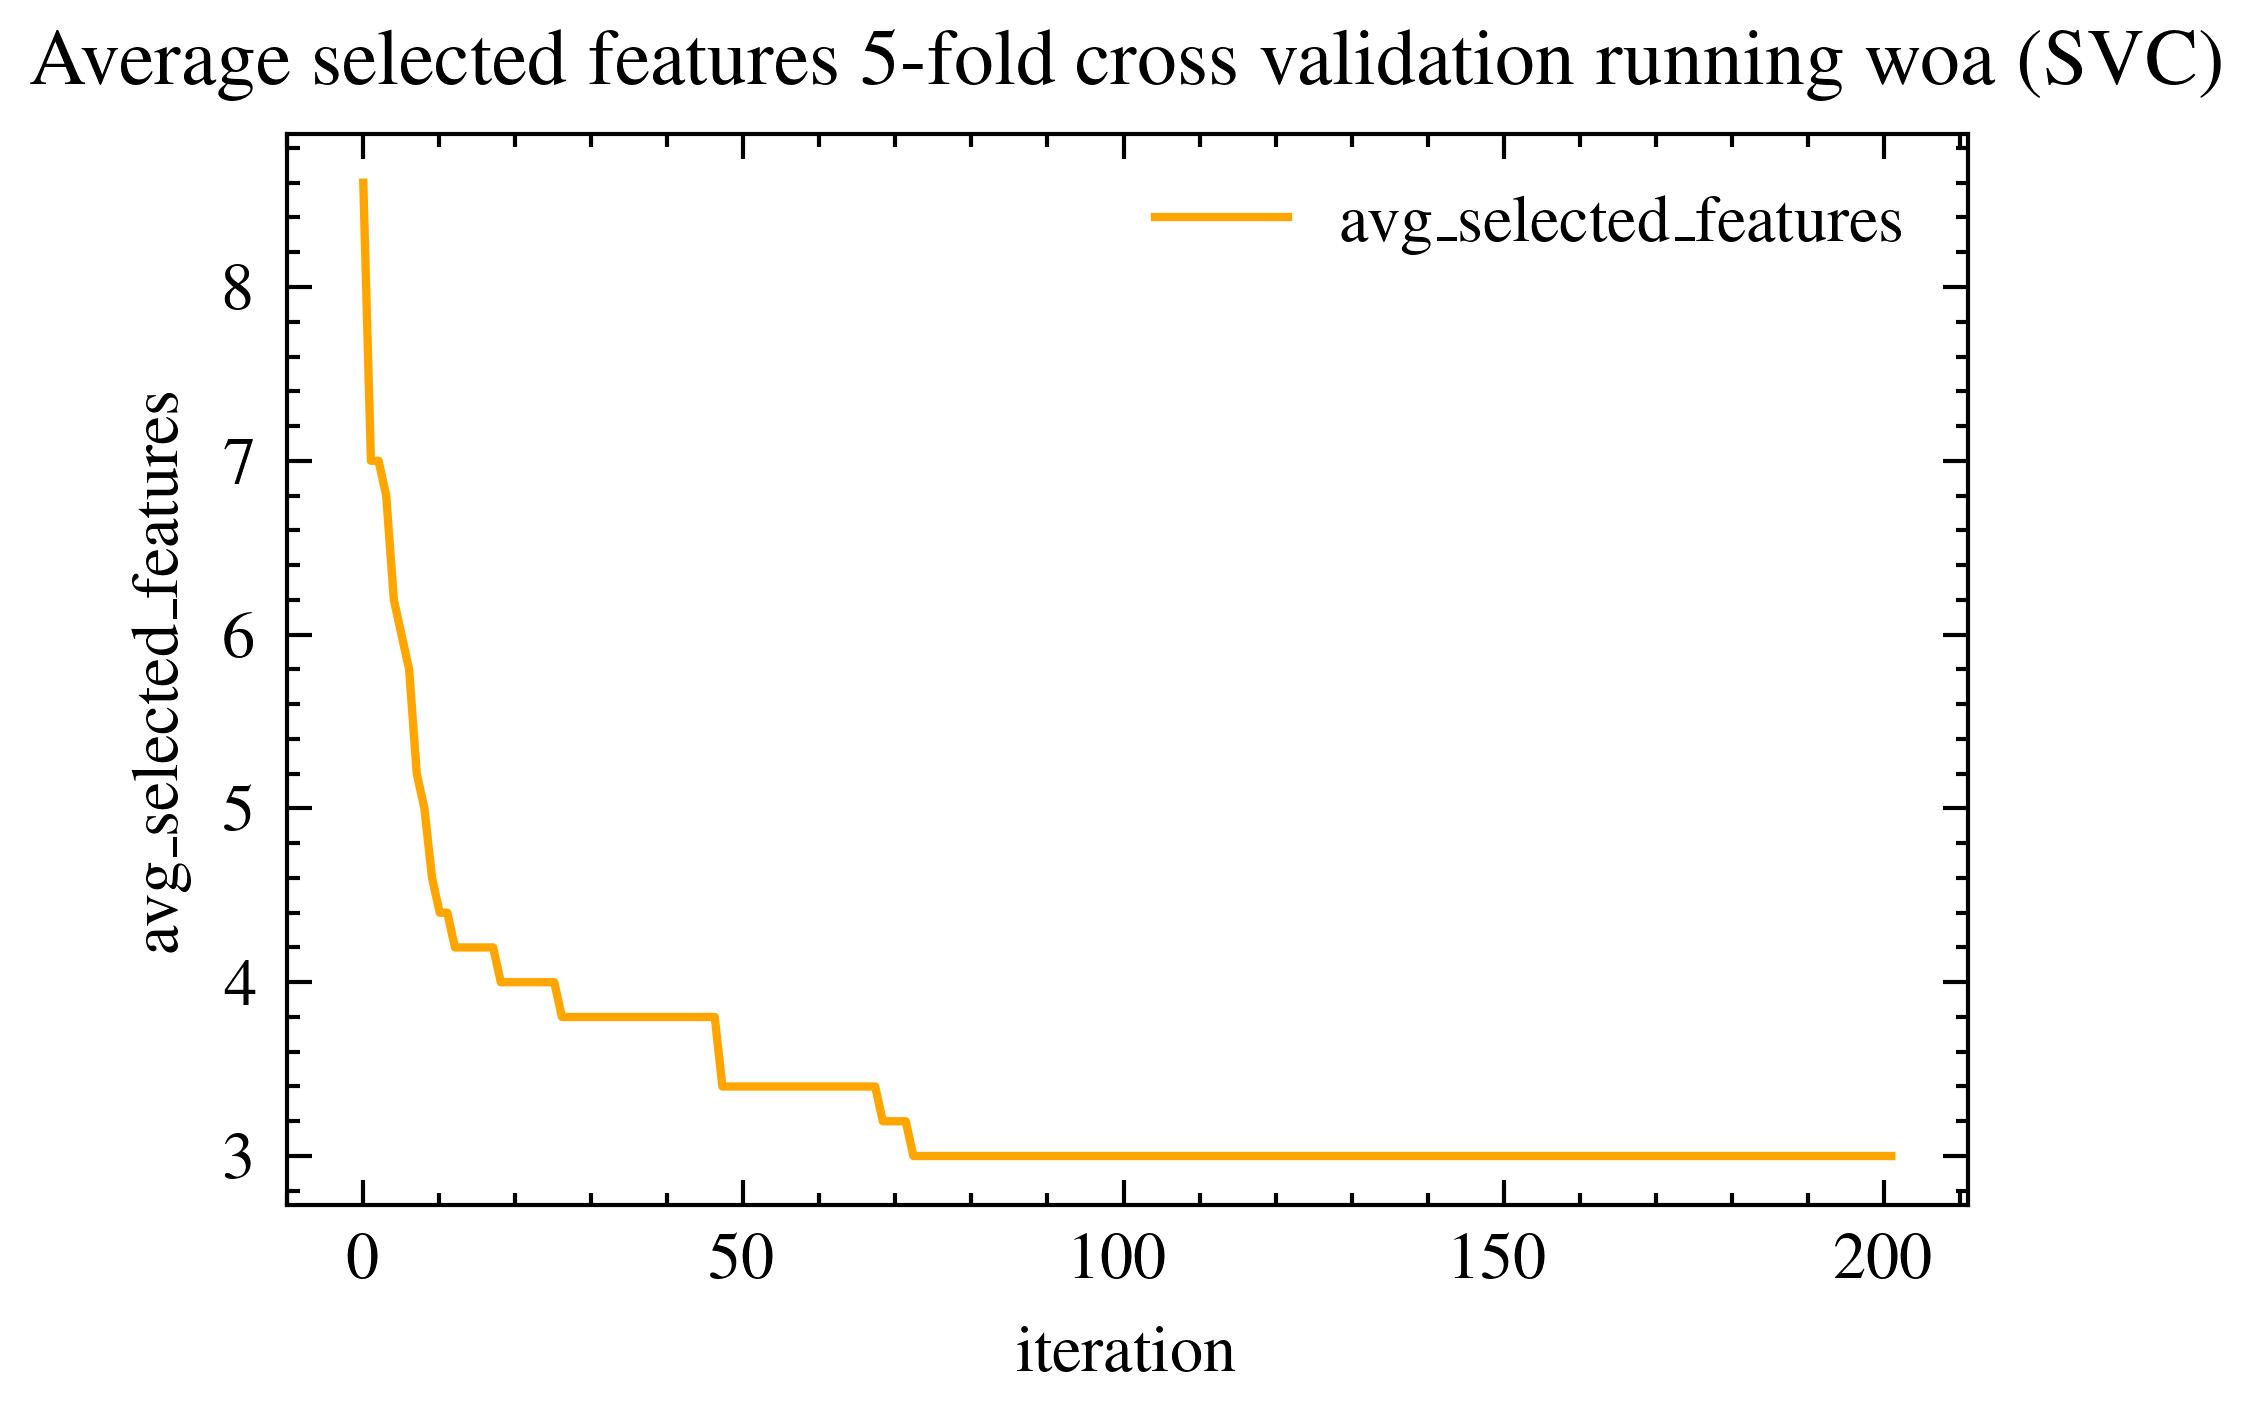 Average selected features 5-fold cross validation running woa (SVC)
avg_selected_features
avg_selected_features
8
7
6
5
4
3
0 50 100 150 200
iteration